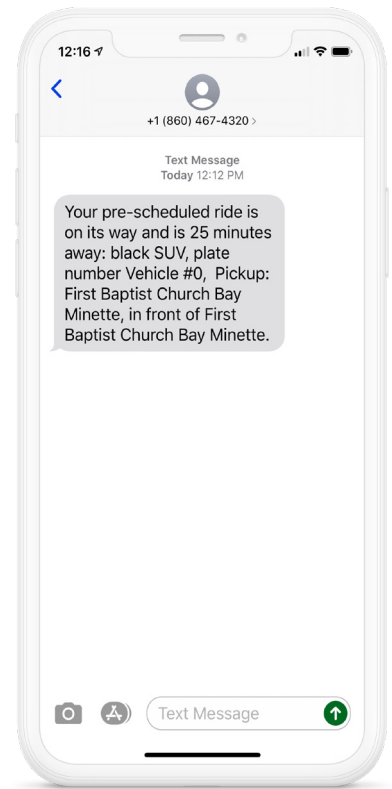 12:16
+1 (860) 467-4320 >
Text Message
Today 12:12 PM
Your pre-scheduled ride is
on its way and is 25 minutes
away: black SUV, plate
number Vehicle #0,  Pickup:
First Baptist Church Bay
Minette, in front of First
Baptist Church Bay Minette.
Text Message